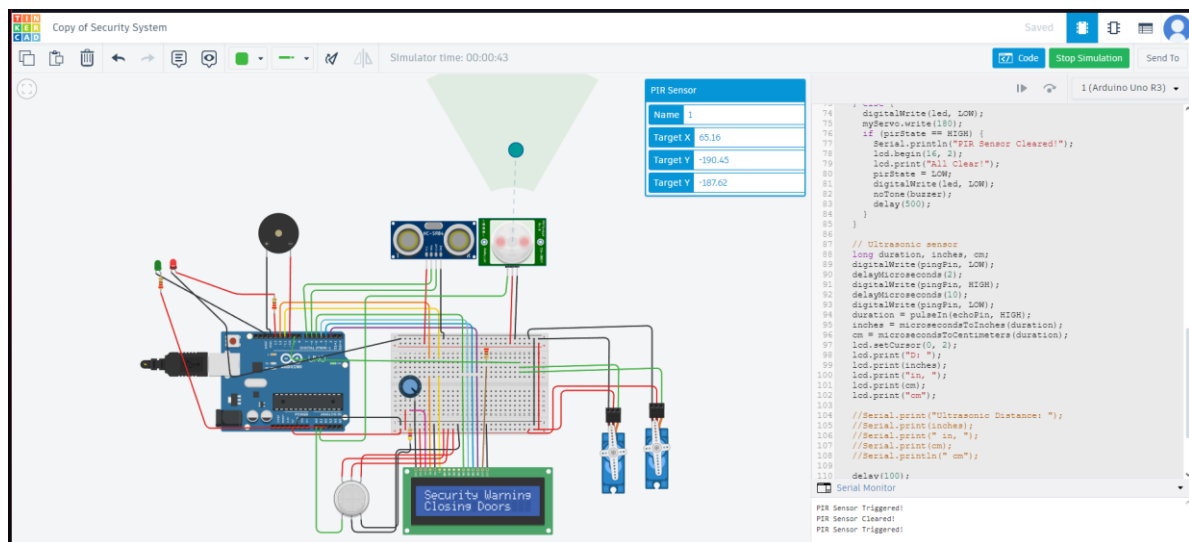 TIN
KER
CAD
Copy of Security System
Saved
Simulator time: 00:00:43
Code
Stop Simulation
Send To
1 (Arduino Uno R3)
PIR Sensor
Name 1
Target X 65.16
Target Y -190.45
Target Y -187.62
HC-SR04
UNO
Security Warning
Closing Doors
73 } else {
74 digitalWrite(led, LOW);
75 myServo.write(180);
76 if (pirState == HIGH) {
77 Serial.println("PIR Sensor Cleared!");
78 lcd.begin(16, 2);
79 lcd.print("All Clear!");
80 pirState = LOW;
81 digitalWrite(led, LOW);
82 noTone(buzzer);
83 delay(500);
84 }
85 }
86
87 // Ultrasonic sensor
88 long duration, inches, cm;
89 digitalWrite(pingPin, LOW);
90 delayMicroseconds(2);
91 digitalWrite(pingPin, HIGH);
92 delayMicroseconds(10);
93 digitalWrite(pingPin, LOW);
94 duration = pulseIn(echoPin, HIGH);
95 inches = microsecondsToInches(duration);
96 cm = microsecondsToCentimeters(duration);
97 lcd.setCursor(0, 2);
98 lcd.print("D: ");
99 lcd.print(inches);
100 lcd.print("in, ");
101 lcd.print(cm);
102 lcd.print("cm");
103
104 //Serial.print("Ultrasonic Distance: ");
105 //Serial.print(inches);
106 //Serial.print(" in, ");
107 //Serial.print(cm);
108 //Serial.println(" cm");
109
110 delay(100);
Serial Monitor
PIR Sensor Triggered!
PIR Sensor Cleared!
PIR Sensor Triggered!